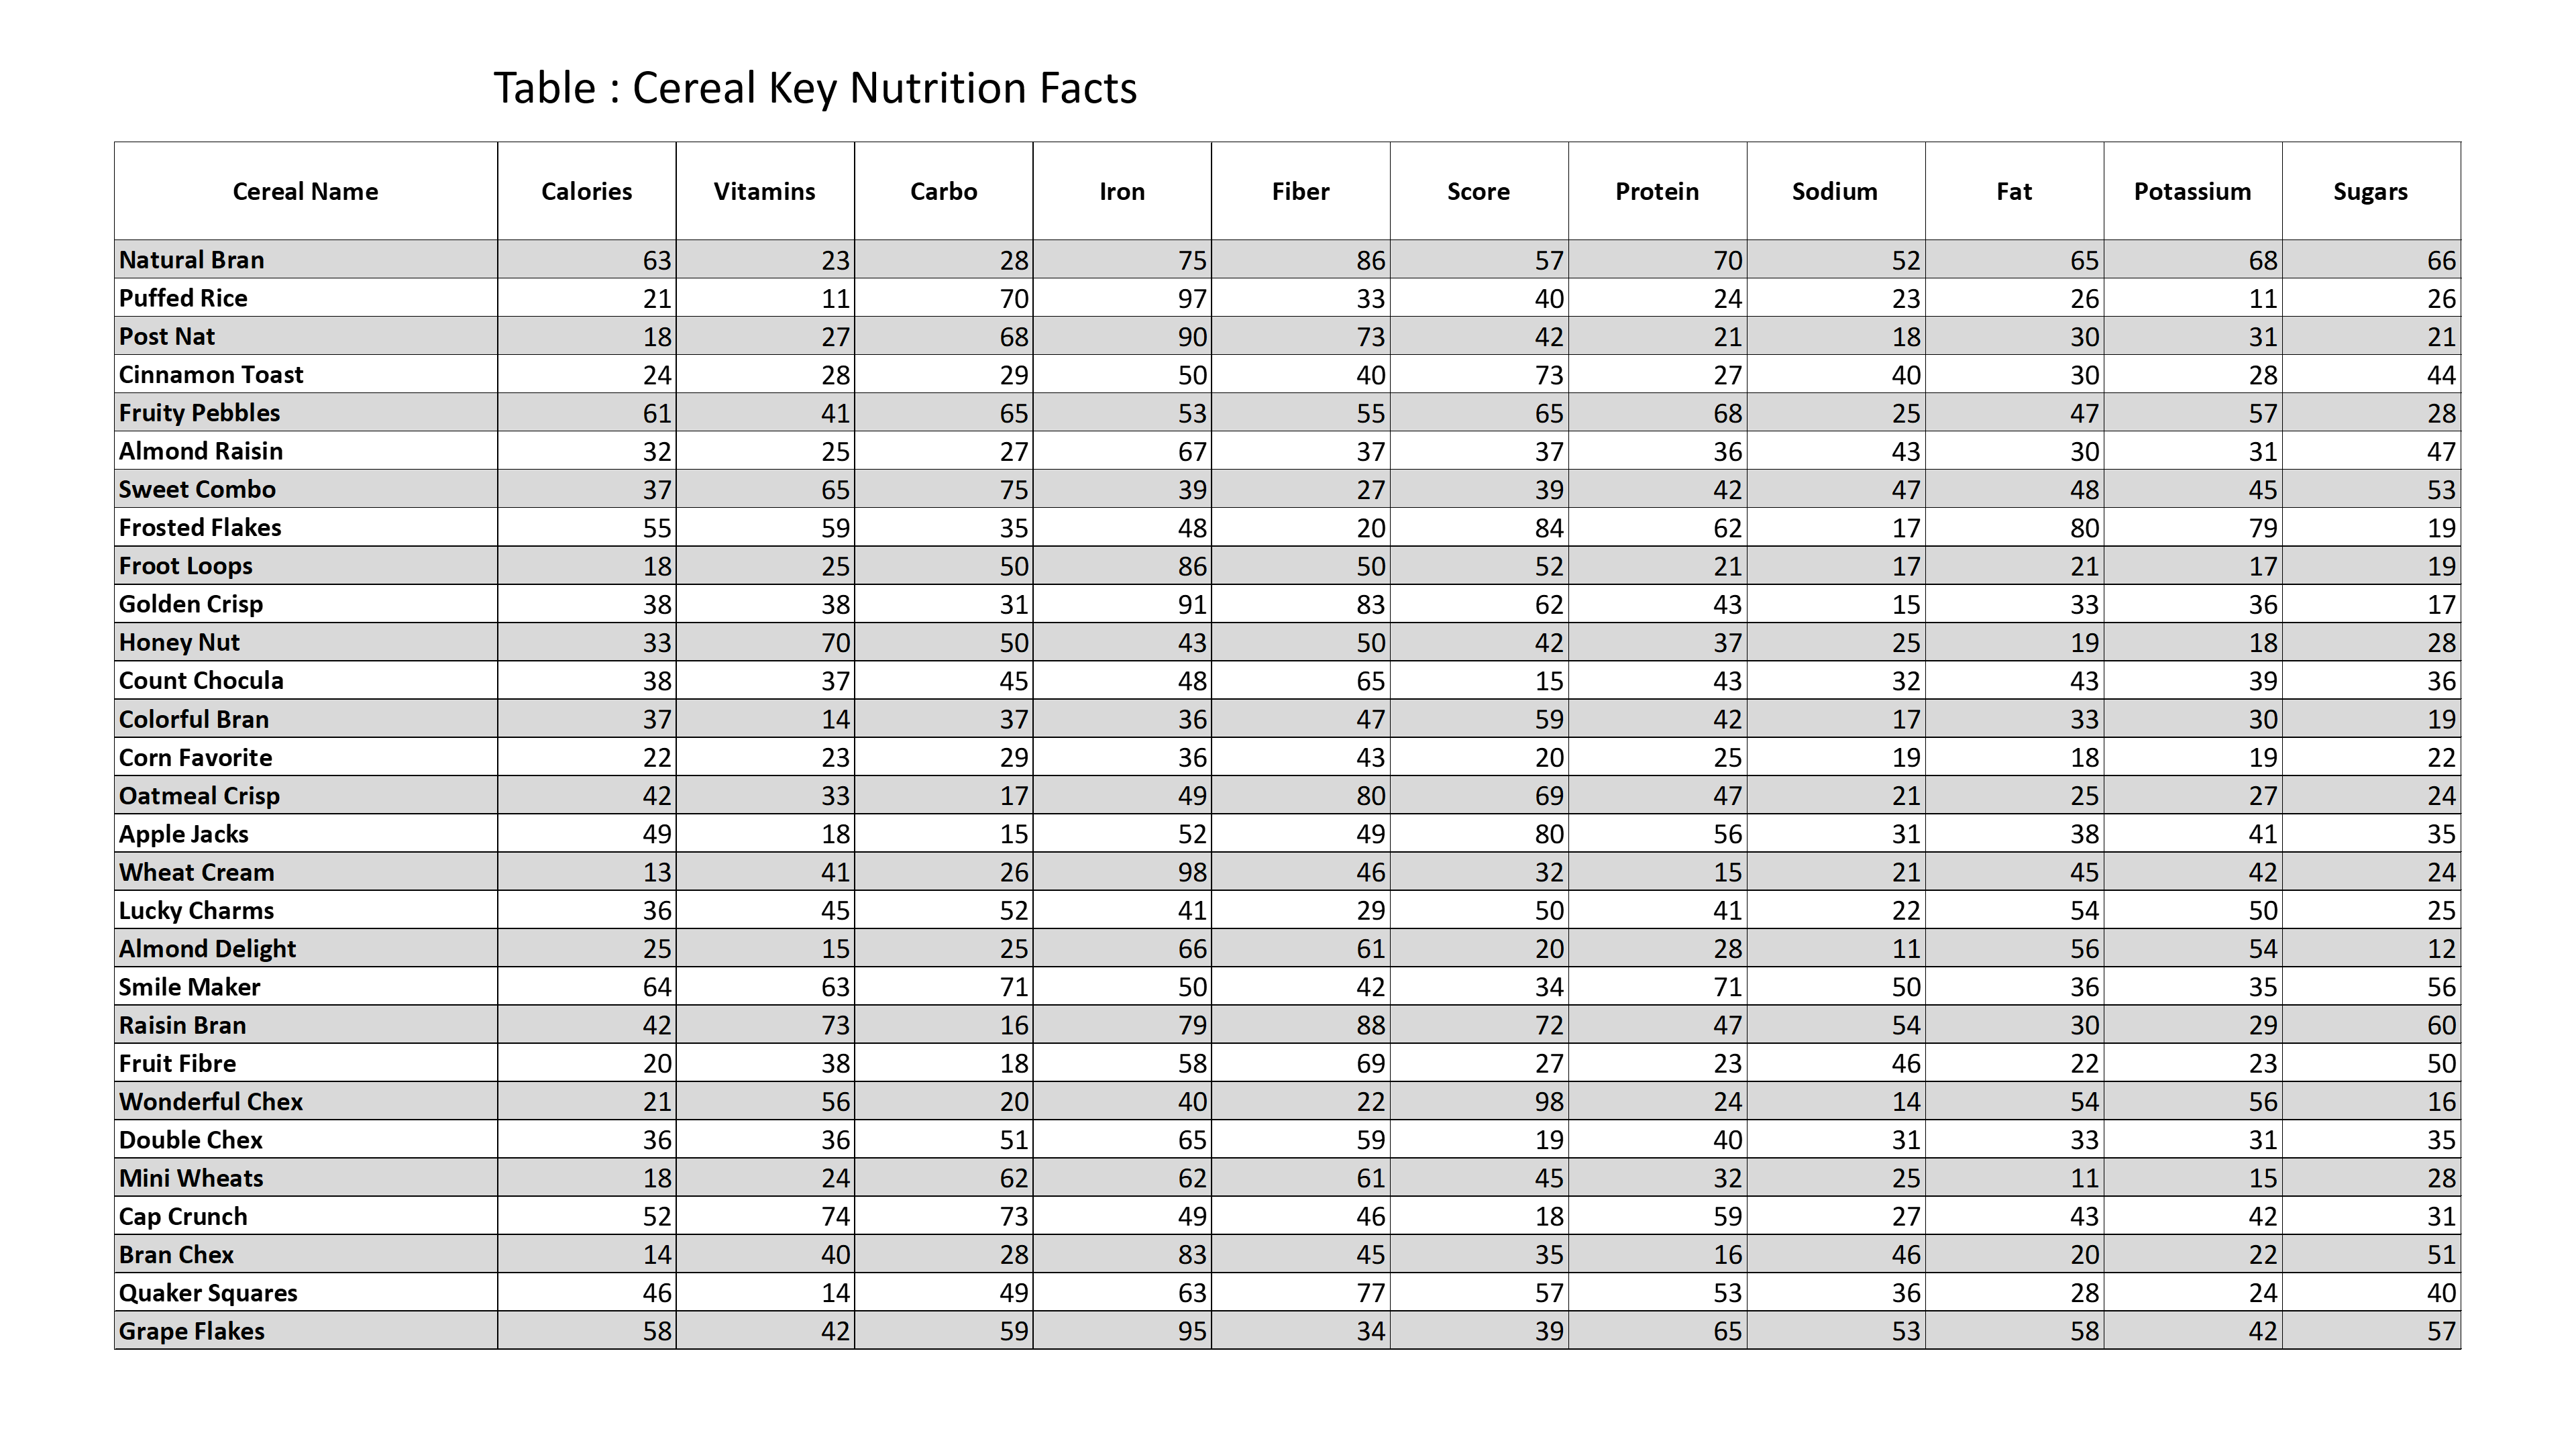 Table : Cereal Key Nutrition Facts
Cereal Name Calories Vitamins Carbo Iron Fiber Score Protein Sodium Fat Potassium Sugars
Natural Bran 63 23 28 75 86 57 70 52 65 68 66
Puffed Rice 21 11 70 97 33 40 24 23 26 11 26
Post Nat 18 27 68 90 73 42 21 18 30 31 21
Cinnamon Toast 24 28 29 50 40 73 27 40 30 28 44
Fruity Pebbles 61 41 65 53 55 65 68 25 47 57 28
Almond Raisin 32 25 27 67 37 37 36 43 30 31 47
Sweet Combo 37 65 75 39 27 39 42 47 48 45 53
Frosted Flakes 55 59 35 48 20 84 62 17 80 79 19
Froot Loops 18 25 50 86 50 52 21 17 21 17 19
Golden Crisp 38 38 31 91 83 62 43 15 33 36 17
Honey Nut 33 70 50 43 50 42 37 25 19 18 28
Count Chocula 38 37 45 48 65 15 43 32 43 39 36
Colorful Bran 37 14 37 36 47 59 42 17 33 30 19
Corn Favorite 22 23 29 36 43 20 25 19 18 19 22
Oatmeal Crisp 42 33 17 49 80 69 47 21 25 27 24
Apple Jacks 49 18 15 52 49 80 56 31 38 41 35
Wheat Cream 13 41 26 98 46 32 15 21 45 42 24
Lucky Charms 36 45 52 41 29 50 41 22 54 50 25
Almond Delight 25 15 25 66 61 20 28 11 56 54 12
Smile Maker 64 63 71 50 42 34 71 50 36 35 56
Raisin Bran 42 73 16 79 88 72 47 54 30 29 60
Fruit Fibre 20 38 18 58 69 27 23 46 22 23 50
Wonderful Chex 21 56 20 40 22 98 24 14 54 56 16
Double Chex 36 36 51 65 59 19 40 31 33 31 35
Mini Wheats 18 24 62 62 61 45 32 25 11 15 28
Cap Crunch 52 74 73 49 46 18 59 27 43 42 31
Bran Chex 14 40 28 83 45 35 16 46 20 22 51
Quaker Squares 46 14 49 63 77 57 53 36 28 24 40
Grape Flakes 58 42 59 95 34 39 65 53 58 42 57